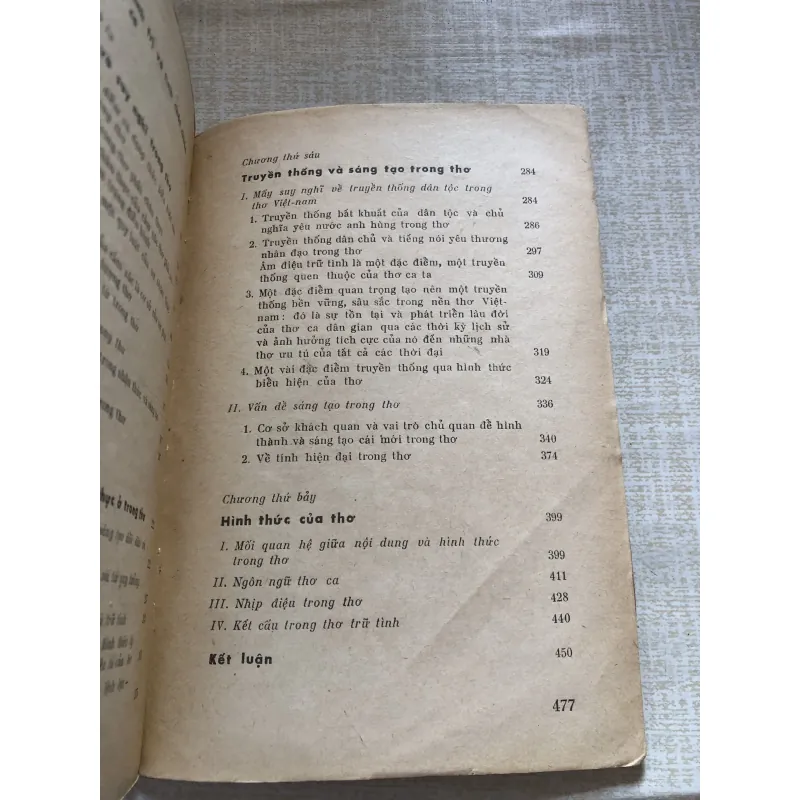 Chương thứ sáu
Truyền thống và sáng tạo trong thơ 284
I. Mấy suy nghĩ về truyền thống dân tộc trong
thơ Việt-nam 284
1. Truyền thống bất khuất của dân tộc và chủ
nghĩa yêu nước anh hùng trong thơ 286
2. Truyền thống dân chủ và tiếng nói yêu thương
nhân đạo trong thơ 297
Âm điệu trữ tình là một đặc điểm, một truyền
thống quen thuộc của thơ ca ta 309
3. Một đặc điểm quan trọng tạo nên một truyền
thống bền vững, sâu sắc trong nền thơ Việt-
nam : đó là sự tồn tại và phát triển lâu đời
của thơ ca dân gian qua các thời kỳ lịch sử
và ảnh hưởng tích cực của nó đến những nhà
thơ ưu tú của tất cả các thời đại 319
4. Một vài đặc điểm truyền thống qua hình thức
biểu hiện của thơ 324
II. Vấn đề sáng tạo trong thơ 336
1. Cơ sở khách quan và vai trò chủ quan để hình
thành và sáng tạo cái mới trong thơ 340
2. Về tính hiện đại trong thơ 374
Chương thứ bảy
Hình thức của thơ 399
I. Mối quan hệ giữa nội dung và hình thức
trong thơ 399
II. Ngôn ngữ thơ ca 411
III. Nhịp điệu trong thơ 428
IV. Kết cấu trong thơ trữ tình 440
Kết luận 450
477